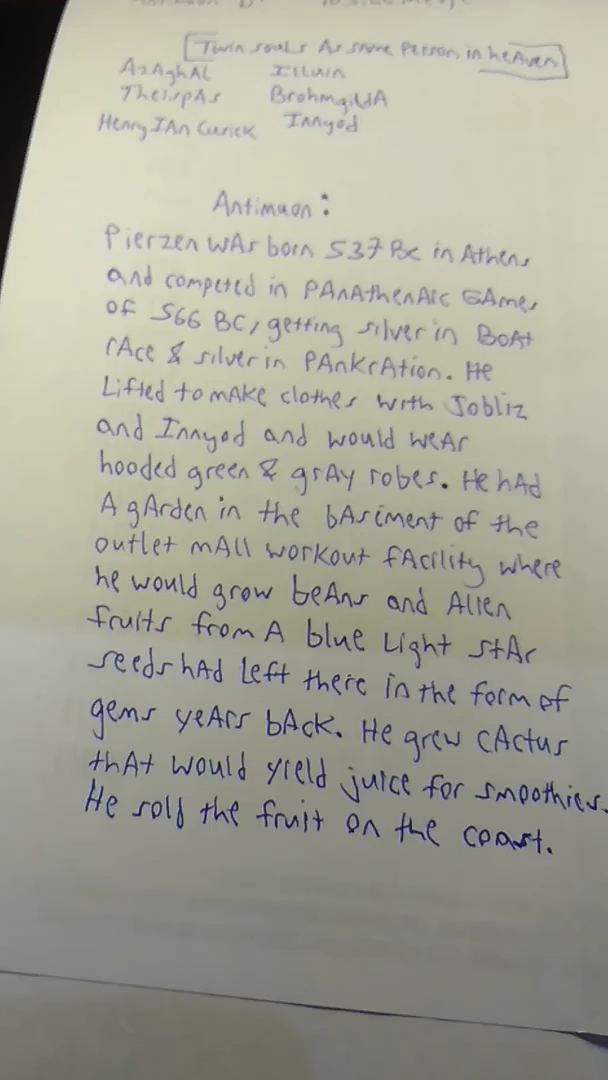 Twin souls As same person in heAven
AzAghAl Illuin
TheispAs BrohmgildA
Henry IAn Curick Innyod
Antimuon:
Pierzen wAs born 537 BC in Athens
And competed in PAnAthenAic GAmes
of 566 BC, getting silver in BoAt
rAce & silver in PAnkrAtion. He
Lifted to mAke clothes with Jobliz
and Innyod and would weAr
hooded green & grAy robes. He hAd
A gArden in the bAsiment of the
outlet mAll workout fAcility where
he would grow beAns and Alien
fruits from A blue Light stAr
seeds hAd left there in the form of
gems yeArs bAck. He grew cActus
thAt would yield juice for smoothies.
He sold the fruit on the coast.